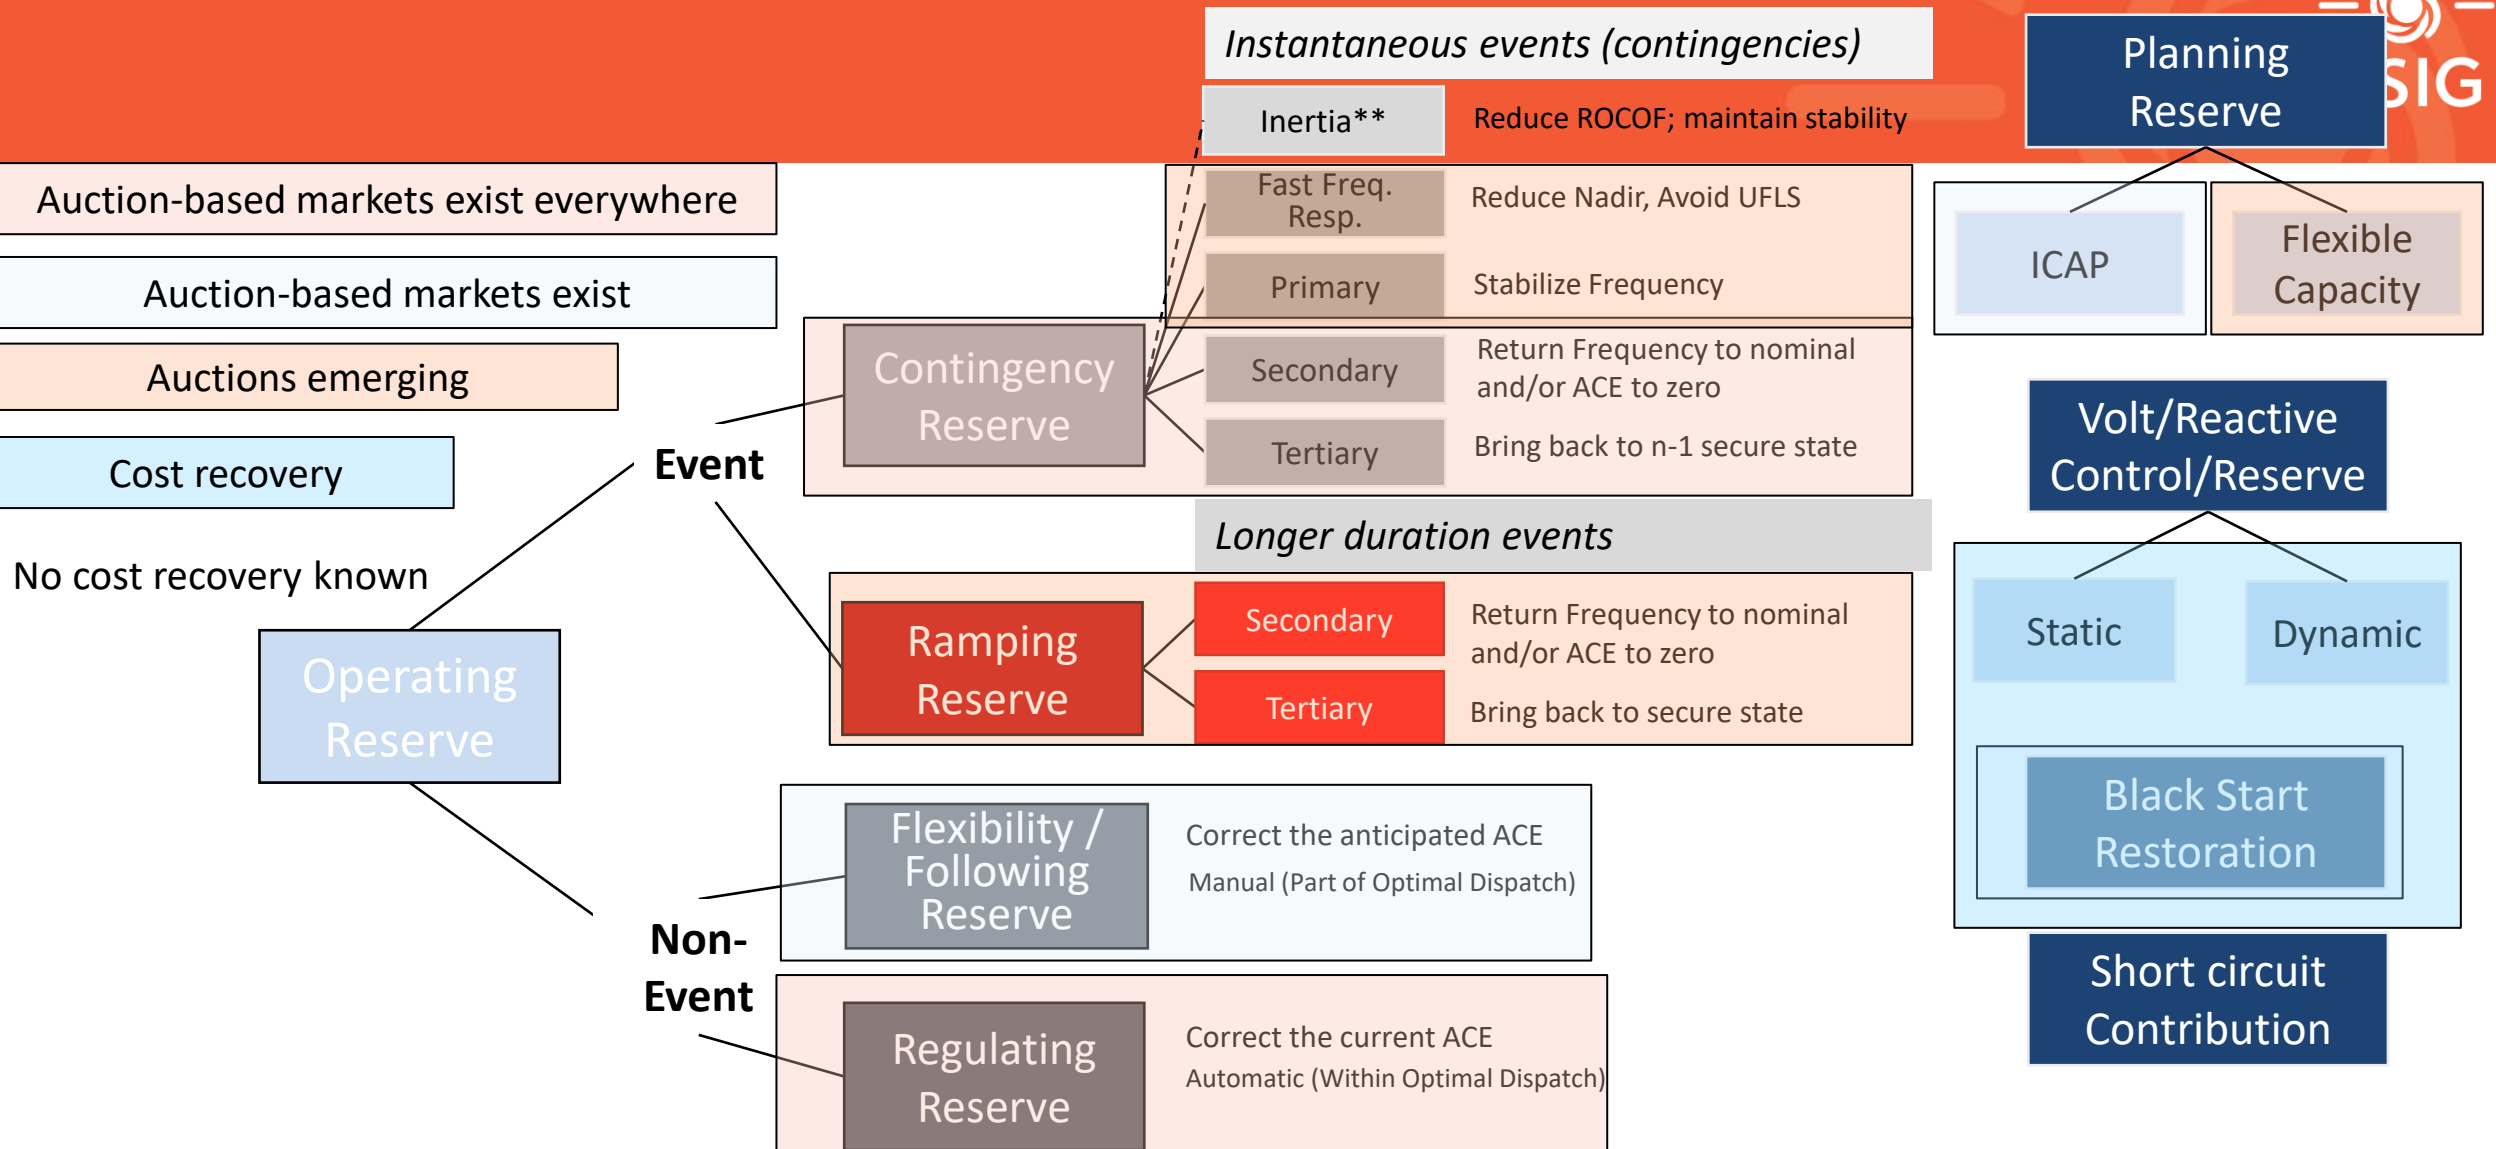 Instantaneous events (contingencies)
Planning
Reserve
SIG
Inertia**
Reduce ROCOF; maintain stability
Auction-based markets exist everywhere
Fast Freq.
Resp.
Reduce Nadir, Avoid UFLS
ICAP
Flexible
Capacity
Auction-based markets exist
Primary
Stabilize Frequency
Auctions emerging
Contingency
Reserve
Secondary
Return Frequency to nominal
and/or ACE to zero
Tertiary
Bring back to n-1 secure state
Volt/Reactive
Control/Reserve
Cost recovery
Event
Longer duration events
No cost recovery known
Operating
Reserve
Ramping
Reserve
Secondary
Return Frequency to nominal
and/or ACE to zero
Tertiary
Bring back to secure state
Static
Dynamic
Black Start
Restoration
Flexibility /
Following
Reserve
Correct the anticipated ACE
Manual (Part of Optimal Dispatch)
Non-
Event
Regulating
Reserve
Correct the current ACE
Automatic (Within Optimal Dispatch)
Short circuit
Contribution